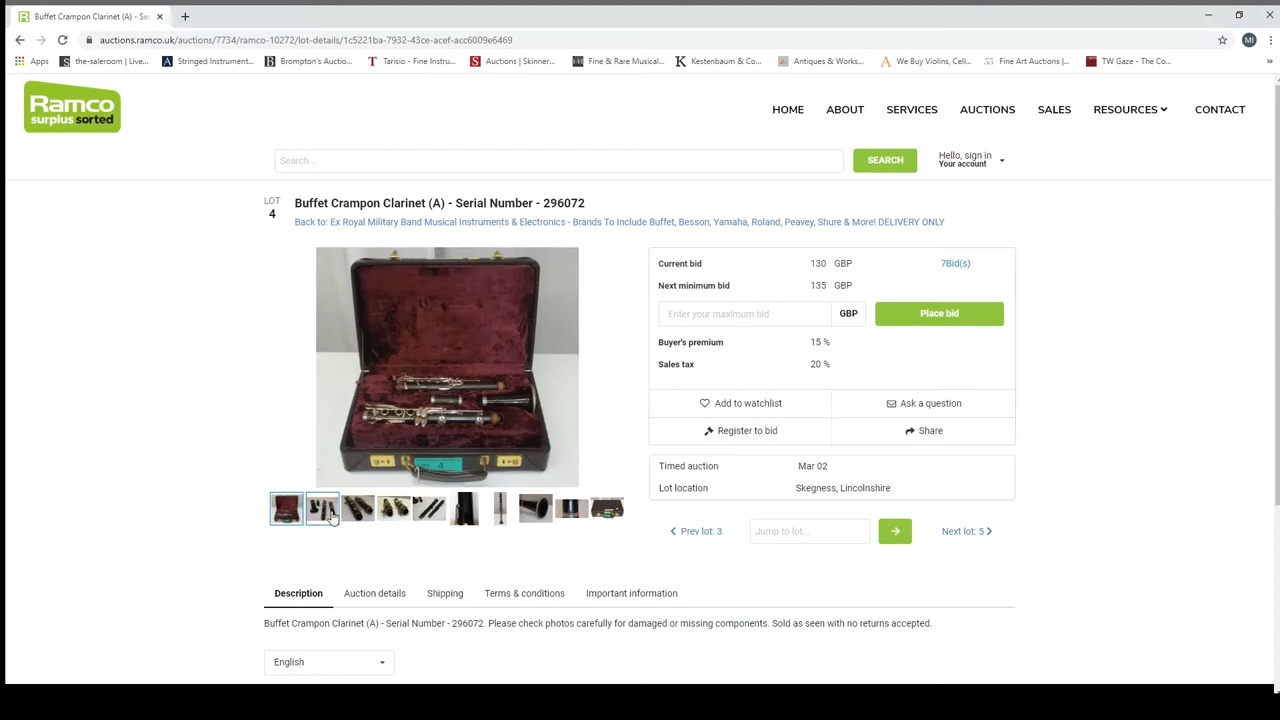 Buffet Crampon Clarinet (A) - Se
auctions.ramco.uk/auctions/7734/ramco-10272/lot-details/1c5221ba-7932-43ce-acef-acc6009e6469
MI
Apps
the-saleroom | Live...
Stringed Instrument...
Brompton's Auctio...
Tarisio - Fine Instru...
Auctions | Skinner...
Fine & Rare Musical...
Kestenbaum & Co...
Antiques & Works...
We Buy Violins, Cell...
Fine Art Auctions |...
TW Gaze - The Co...
Ramco
surplus sorted
HOME
ABOUT
SERVICES
AUCTIONS
SALES
RESOURCES
CONTACT
Search...
SEARCH
Hello, sign in
Your account
LOT
4
Buffet Crampon Clarinet (A) - Serial Number - 296072
Back to: Ex Royal Military Band Musical Instruments & Electronics - Brands To Include Buffet, Besson, Yamaha, Roland, Peavey, Shure & More! DELIVERY ONLY
Current bid 130 GBP 7Bid(s)
Next minimum bid 135 GBP
Enter your maximum bid GBP Place bid
Buyer's premium 15 %
Sales tax 20 %
Add to watchlist
Ask a question
Register to bid
Share
Timed auction Mar 02
Lot location Skegness, Lincolnshire
Prev lot: 3
Jump to lot...
Next lot: 5
Description
Auction details
Shipping
Terms & conditions
Important information
Buffet Crampon Clarinet (A) - Serial Number - 296072. Please check photos carefully for damaged or missing components. Sold as seen with no returns accepted.
English